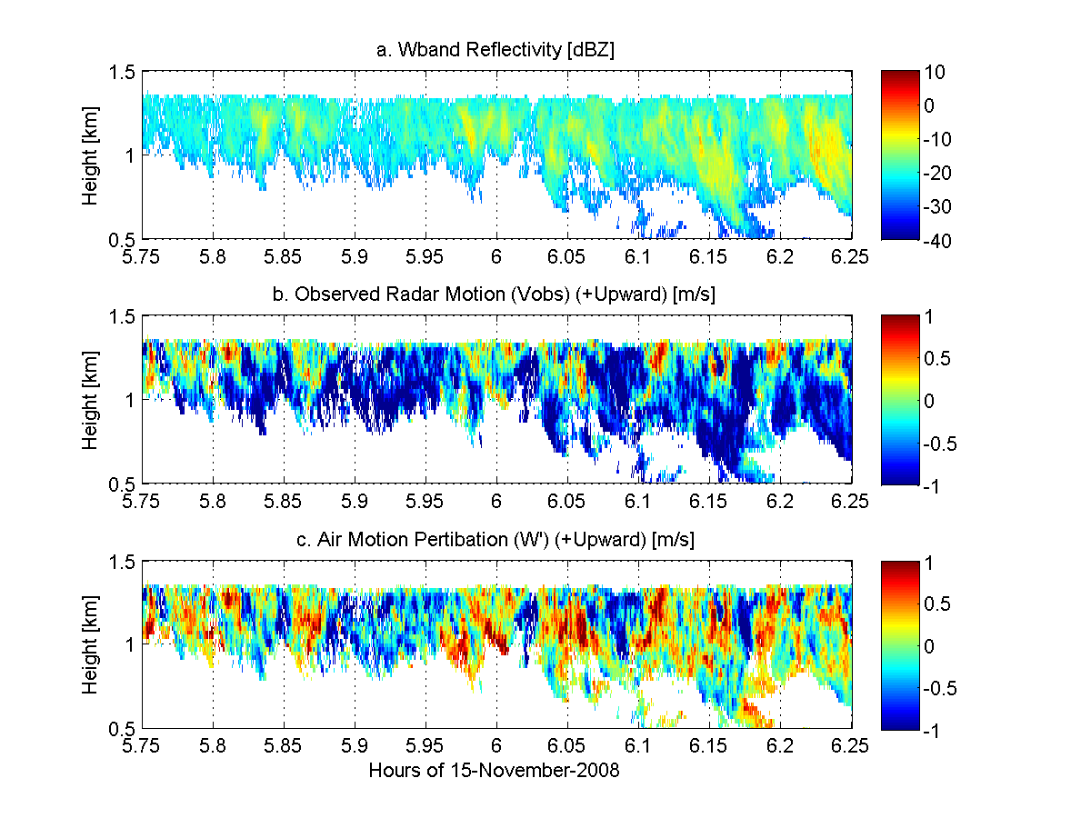 a. Wband Reflectivity [dBZ]
1.5
1
0.5
Height [km]
5.75 5.8 5.85 5.9 5.95 6 6.05 6.1 6.15 6.2 6.25
10
0
-10
-20
-30
-40
b. Observed Radar Motion (Vobs) (+Upward) [m/s]
1.5
1
0.5
Height [km]
5.75 5.8 5.85 5.9 5.95 6 6.05 6.1 6.15 6.2 6.25
1
0.5
0
-0.5
-1
c. Air Motion Pertibation (W') (+Upward) [m/s]
1.5
1
0.5
Height [km]
5.75 5.8 5.85 5.9 5.95 6 6.05 6.1 6.15 6.2 6.25
1
0.5
0
-0.5
-1
Hours of 15-November-2008